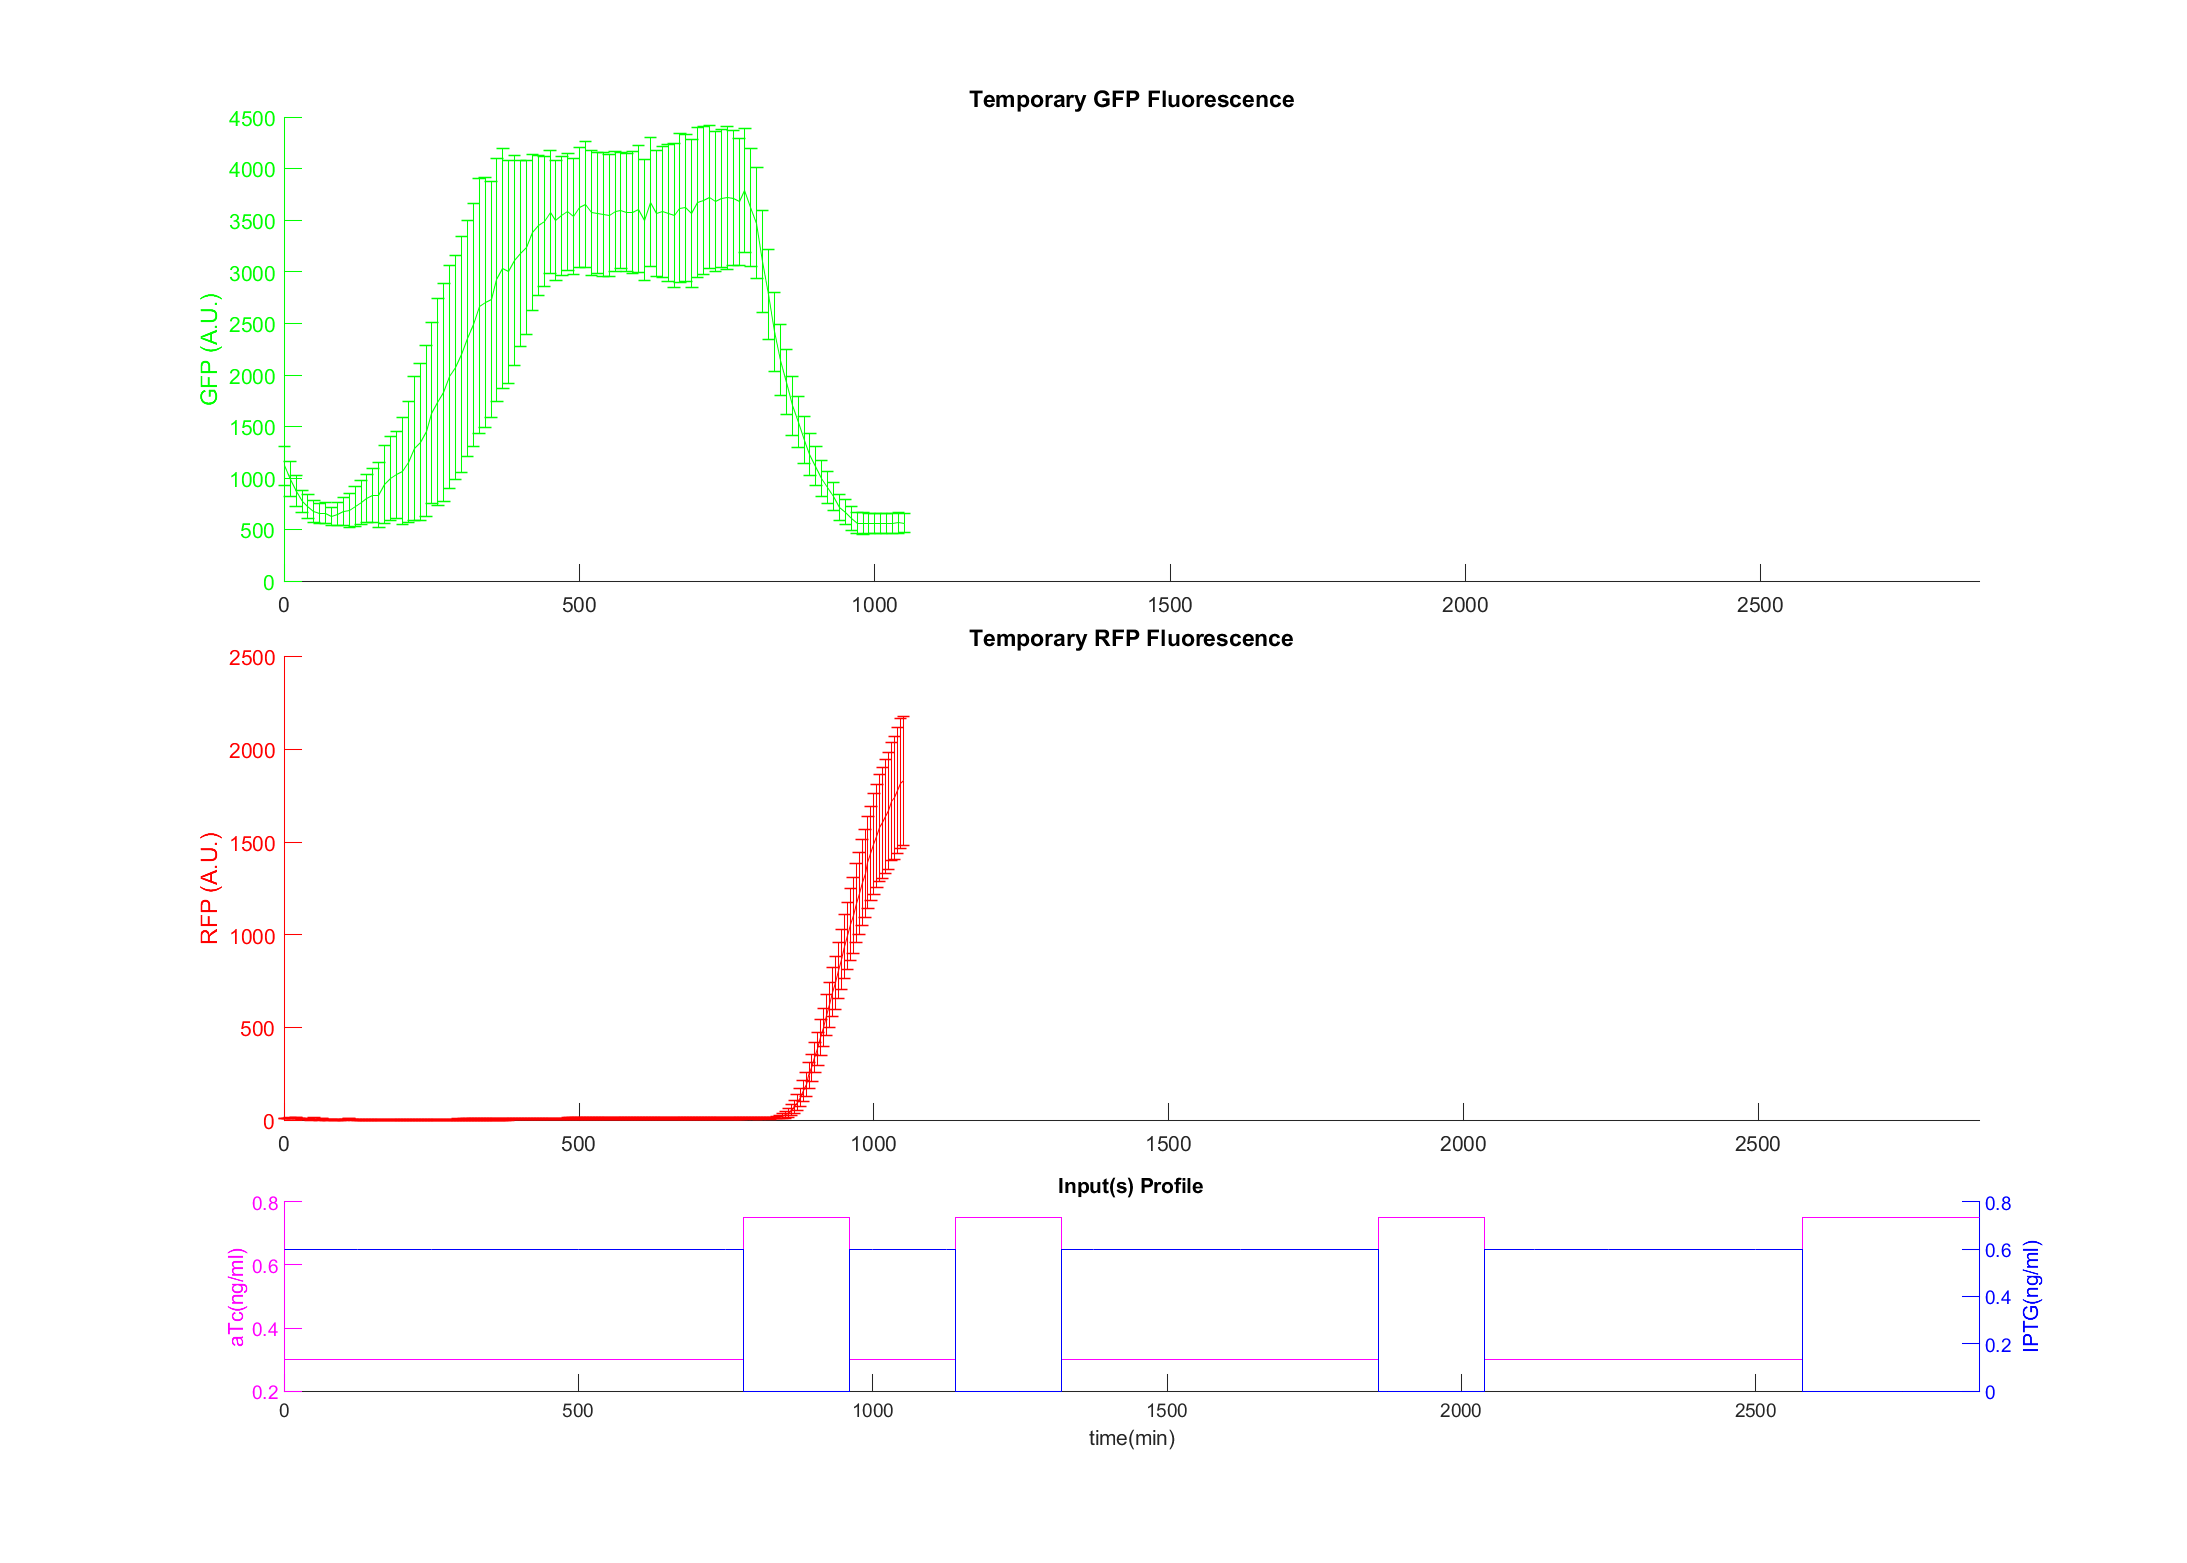 Temporary GFP Fluorescence
4500
4000
3500
3000
2500
2000
1500
1000
500
0
GFP (A.U.)
0 500 1000 1500 2000 2500
Temporary RFP Fluorescence
2500
2000
1500
1000
500
0
RFP (A.U.)
0 500 1000 1500 2000 2500
Input(s) Profile
0.8
0.6
0.4
0.2
aTc(ng/ml)
0.8
0.6
0.4
0.2
0
IPTG(ng/ml)
0 500 1000 1500 2000 2500
time(min)